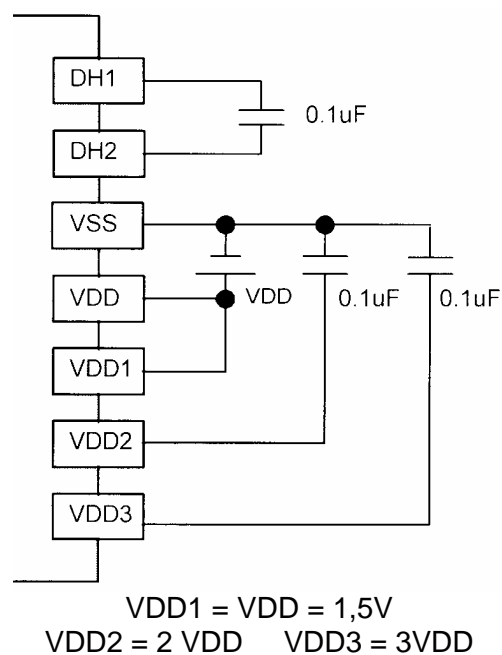 DH1
0.1uF
DH2
VSS
VDD
VDD
0.1uF
0.1uF
VDD1
VDD2
VDD3
VDD1 = VDD = 1,5V
VDD2 = 2 VDD VDD3 = 3VDD